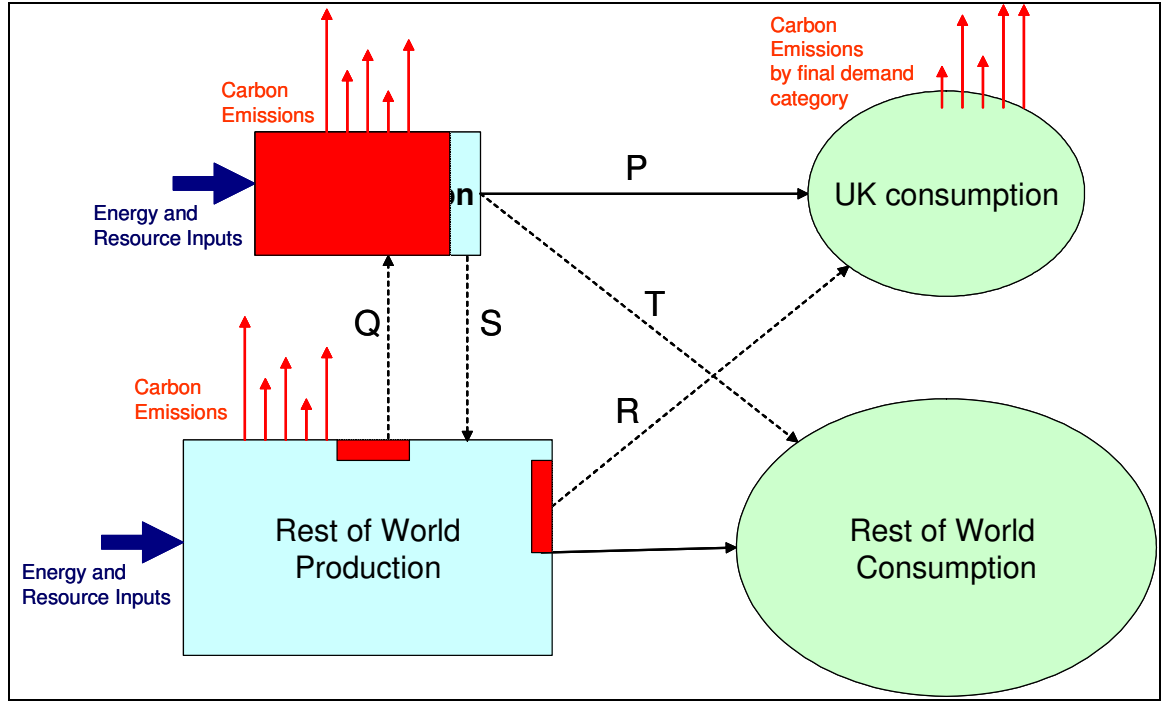 Carbon
Emissions
by final demand
category
Carbon
Emissions
P
UK consumption
Energy and
Resource Inputs
Q
S
T
Carbon
Emissions
R
Rest of World
Production
Rest of World
Consumption
Energy and
Resource Inputs